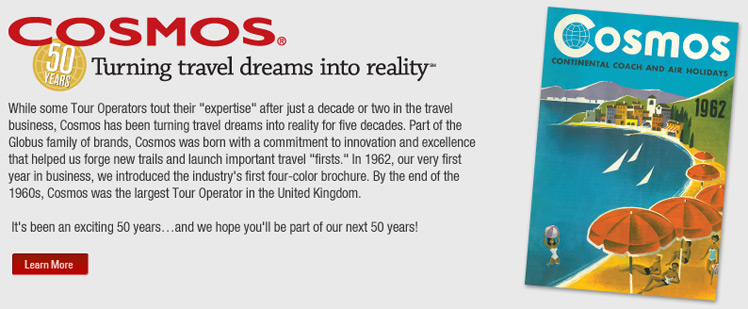 COSMOS®
50
YEARS
Turning travel dreams into reality℠
While some Tour Operators tout their "expertise" after just a decade or two in the travel
business, Cosmos has been turning travel dreams into reality for five decades. Part of the
Globus family of brands, Cosmos was born with a commitment to innovation and excellence
that helped us forge new trails and launch important travel "firsts." In 1962, our very first
year in business, we introduced the industry's first four-color brochure. By the end of the
1960s, Cosmos was the largest Tour Operator in the United Kingdom.
It's been an exciting 50 years…and we hope you'll be part of our next 50 years!
Learn More
Cosmos
CONTINENTAL COACH AND AIR HOLIDAYS
1962